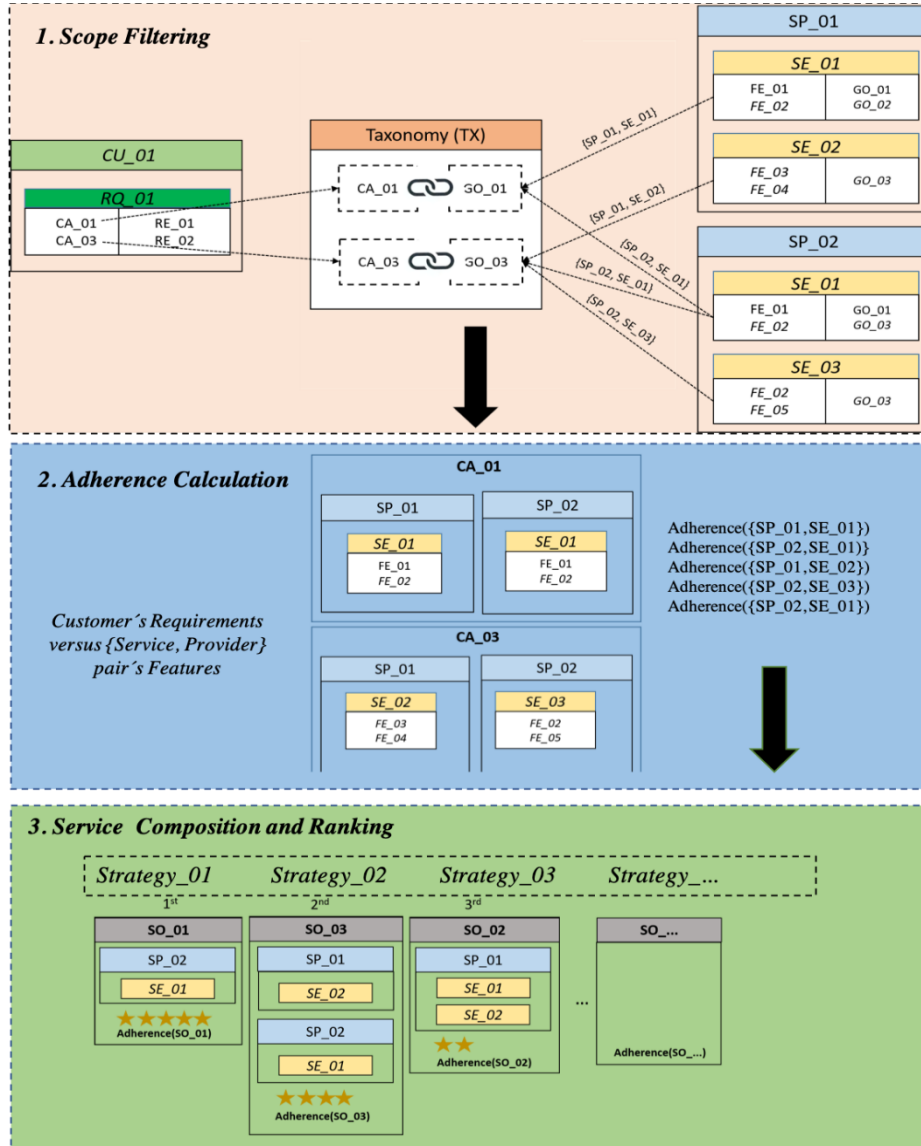 1. Scope Filtering
CU_01
RQ_01
CA_01
CA_03
RE_01
RE_02
Taxonomy (TX)
CA_01
GO_01
CA_03
GO_03
{SP_01, SE_01}
{SP_01, SE_02}
{SP_02, SE_01}
{SP_02, SE_01}
{SP_02, SE_03}
SP_01
SE_01
FE_01
FE_02
GO_01
GO_02
SE_02
FE_03
FE_04
GO_03
SP_02
SE_01
FE_01
FE_02
GO_01
GO_03
SE_03
FE_02
FE_05
GO_03
2. Adherence Calculation
Customer´s Requirements
versus {Service, Provider}
pair´s Features
CA_01
SP_01
SE_01
FE_01
FE_02
SP_02
SE_01
FE_01
FE_02
CA_03
SP_01
SE_02
FE_03
FE_04
SP_02
SE_03
FE_02
FE_05
Adherence({SP_01,SE_01})
Adherence({SP_02,SE_01)}
Adherence({SP_01,SE_02})
Adherence({SP_02,SE_03})
Adherence({SP_02,SE_01})
3. Service Composition and Ranking
Strategy_01 Strategy_02 Strategy_03 Strategy_...
1st
SO_01
SP_02
SE_01
Adherence(SO_01)
2nd
SO_03
SP_01
SE_02
SP_02
SE_01
Adherence(SO_03)
3rd
SO_02
SP_01
SE_01
SE_02
Adherence(SO_02)
...
SO_...
Adherence(SO_...)